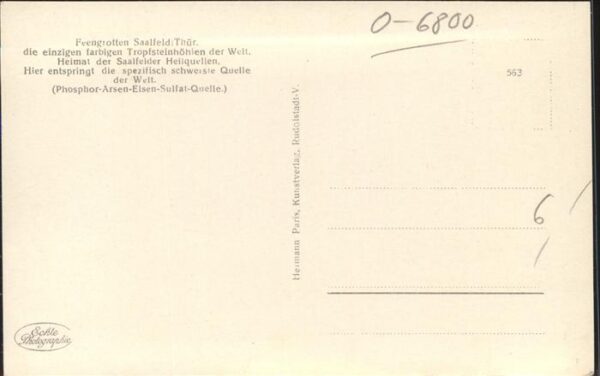 Feengrotten Saalfeld:Thür.
die einzigen farbigen Tropfsteinhöhlen der Welt.
Heimat der Saalfelder Heilquellen.
Hier entspringt die spezifisch schwerste Quelle
der Welt.
(Phosphor-Arsen-Eisen-Sulfat-Quelle.)
O-6800
563
Hermann Paris, Kunstverlag, Rudolstadt-V.
6
Echte
Photographie